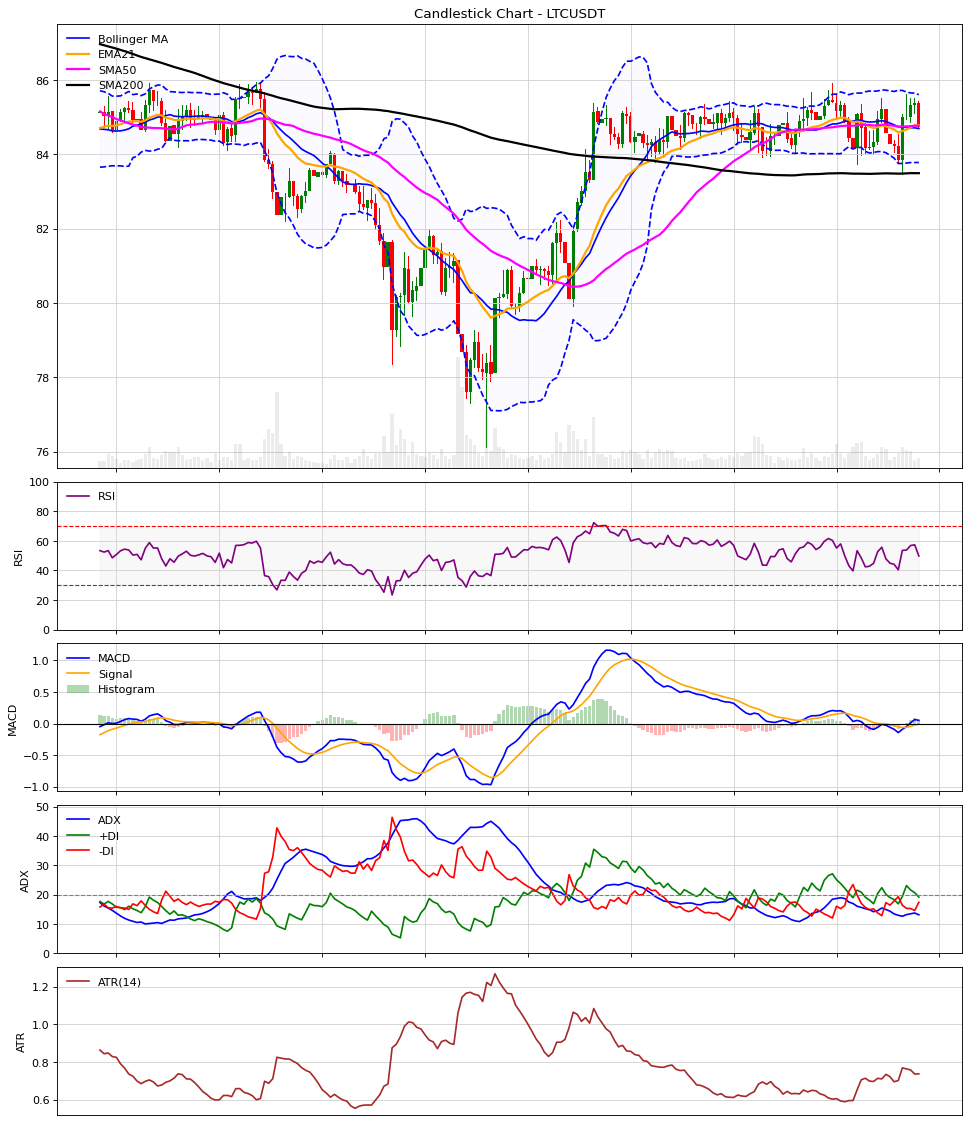 Candlestick Chart - LTCUSDT
Bollinger MA
EMA21
SMA50
SMA200
86
84
82
80
78
76
RSI
RSI
100
80
60
40
20
0
MACD
Signal
Histogram
MACD
1.0
0.5
0.0
−0.5
−1.0
ADX
+DI
-DI
ADX
50
40
30
20
10
0
ATR(14)
ATR
1.2
1.0
0.8
0.6